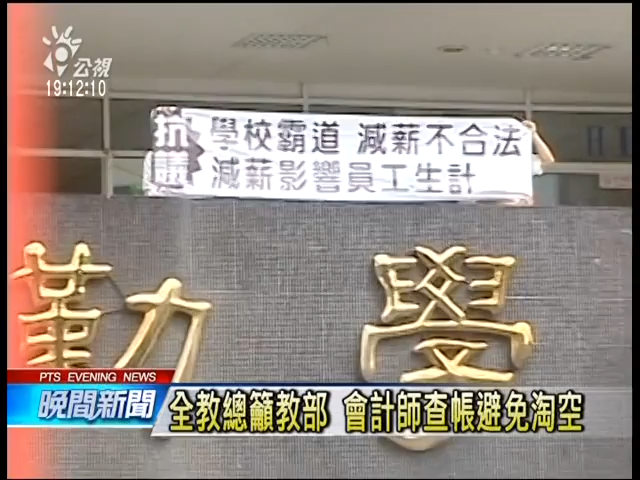 公視
19:12:10
抗議
學校霸道 減薪不合法
減薪影響員工生計
勤學
PTS EVENING NEWS
晚間新聞
全教總籲教部 會計師查帳避免淘空